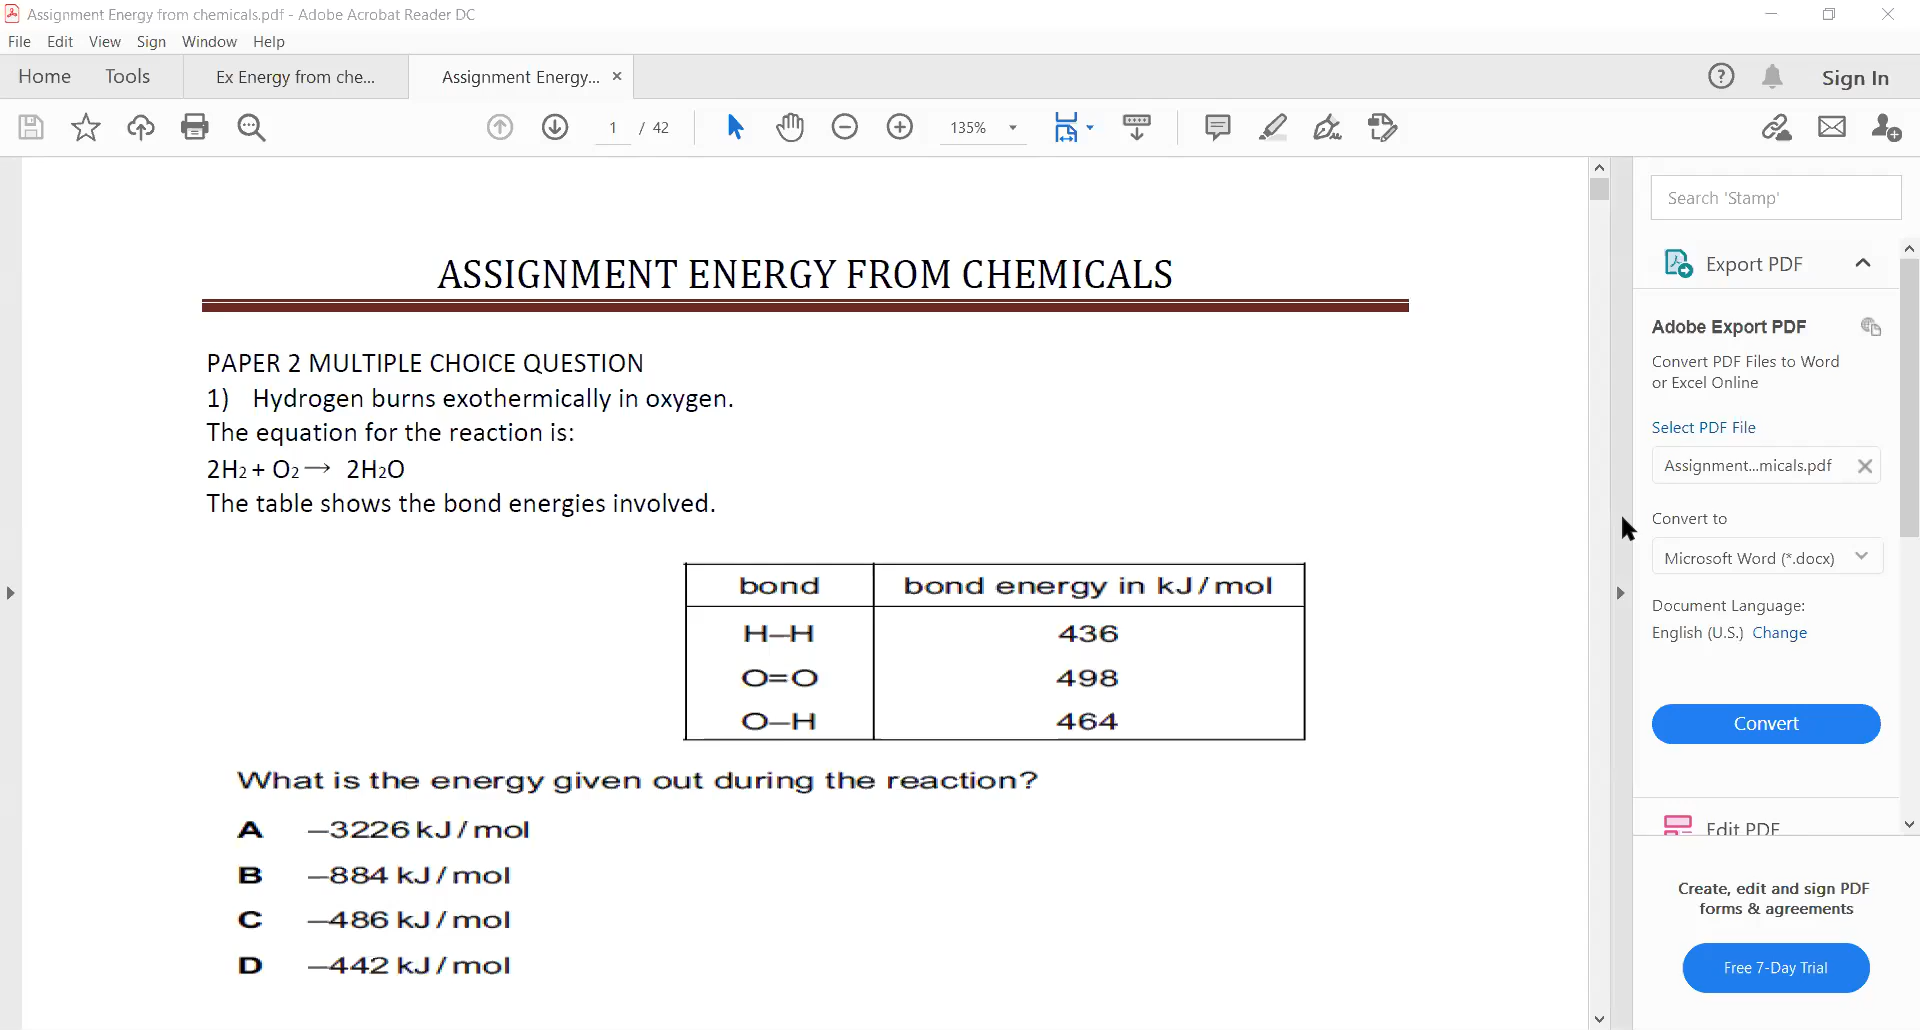 Assignment Energy from chemicals.pdf - Adobe Acrobat Reader DC
File Edit View Sign Window Help
Home Tools Ex Energy from che... Assignment Energy... × Sign In
1 / 42 135%
Search 'Stamp'
Export PDF
Adobe Export PDF
Convert PDF Files to Word
or Excel Online
Select PDF File
Assignment...micals.pdf
Convert to
Microsoft Word (*.docx)
Document Language:
English (U.S.) Change
Convert
Edit PDF
Create, edit and sign PDF
forms & agreements
Free 7-Day Trial
ASSIGNMENT ENERGY FROM CHEMICALS
PAPER 2 MULTIPLE CHOICE QUESTION
1) Hydrogen burns exothermically in oxygen.
The equation for the reaction is:
2H2 + O2 → 2H2O
The table shows the bond energies involved.
bond bond energy in kJ/mol
H–H 436
O=O 498
O–H 464
What is the energy given out during the reaction?
A –3226 kJ/mol
B –884 kJ/mol
C –486 kJ/mol
D –442 kJ/mol